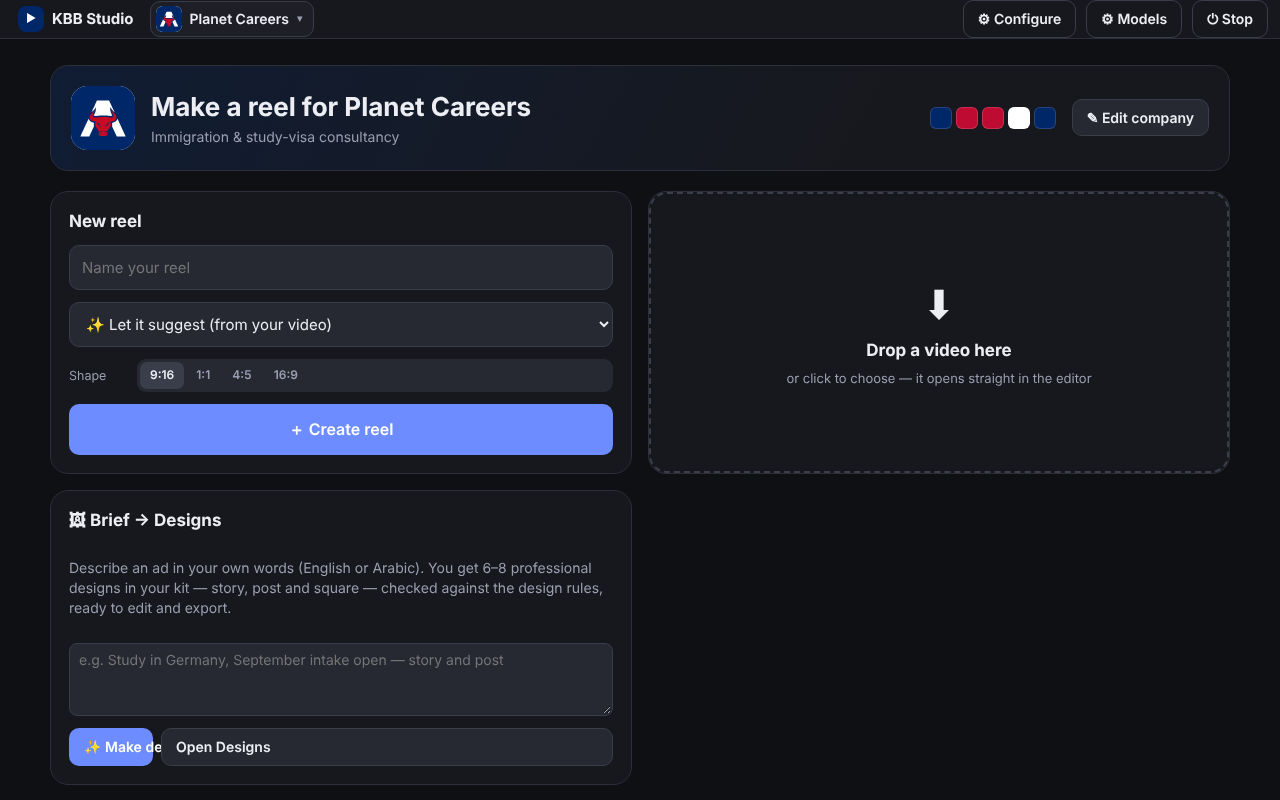 KBB Studio
Planet Careers ▾
⚙ Configure
⚙ Models
⏻ Stop
Make a reel for Planet Careers
Immigration & study-visa consultancy
✎ Edit company
New reel
Name your reel
✨ Let it suggest (from your video)
Shape
9:16
1:1
4:5
16:9
+ Create reel
⬇
Drop a video here
or click to choose — it opens straight in the editor
🖼 Brief → Designs
Describe an ad in your own words (English or Arabic). You get 6–8 professional
designs in your kit — story, post and square — checked against the design rules,
ready to edit and export.
e.g. Study in Germany, September intake open — story and post
✨ Make de
Open Designs